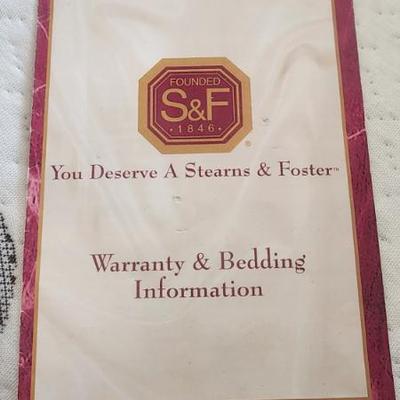 FOUNDED
S&F
• 1846 •
®
You Deserve A Stearns & Foster™
Warranty & Bedding
Information